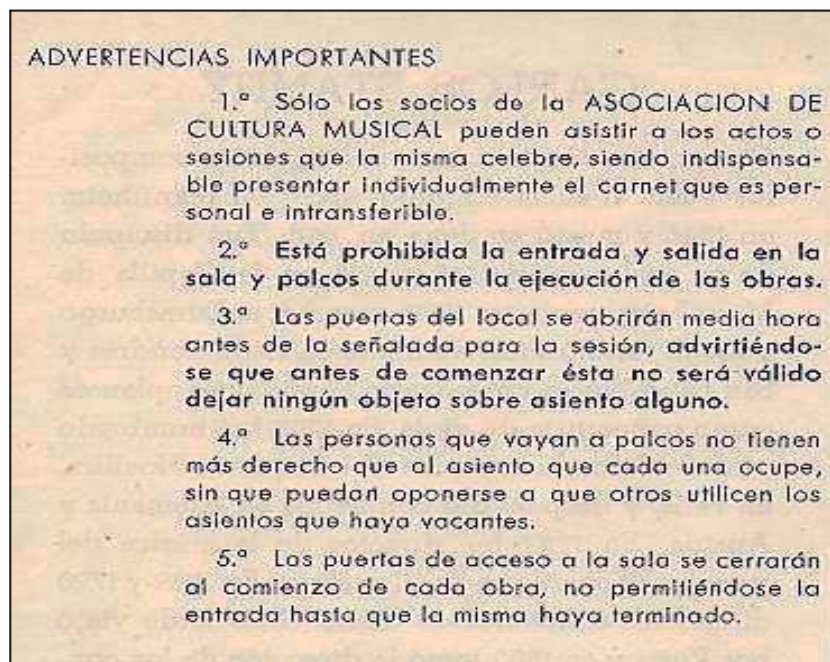 ADVERTENCIAS IMPORTANTES
1.ª Sólo los socios de la ASOCIACION DE
CULTURA MUSICAL pueden asistir a los actos o
sesiones que la misma celebre, siendo indispensa-
ble presentar individualmente el carnet que es per-
sonal e intransferible.
2.ª Está prohibida la entrada y salida en la
sala y palcos durante la ejecución de las obras.
3.ª Las puertas del local se abrirán media hora
antes de la señalada para la sesión, advirtiéndo-
se que antes de comenzar ésta no será válido
dejar ningún objeto sobre asiento alguno.
4.ª Las personas que vayan a palcos no tienen
más derecho que al asiento que cada una ocupe,
sin que puedan oponerse a que otros utilicen los
asientos que haya vacantes.
5.ª Las puertas de acceso a la sala se cerrarán
al comienzo de cada obra, no permitiéndose la
entrada hasta que la misma haya terminado.